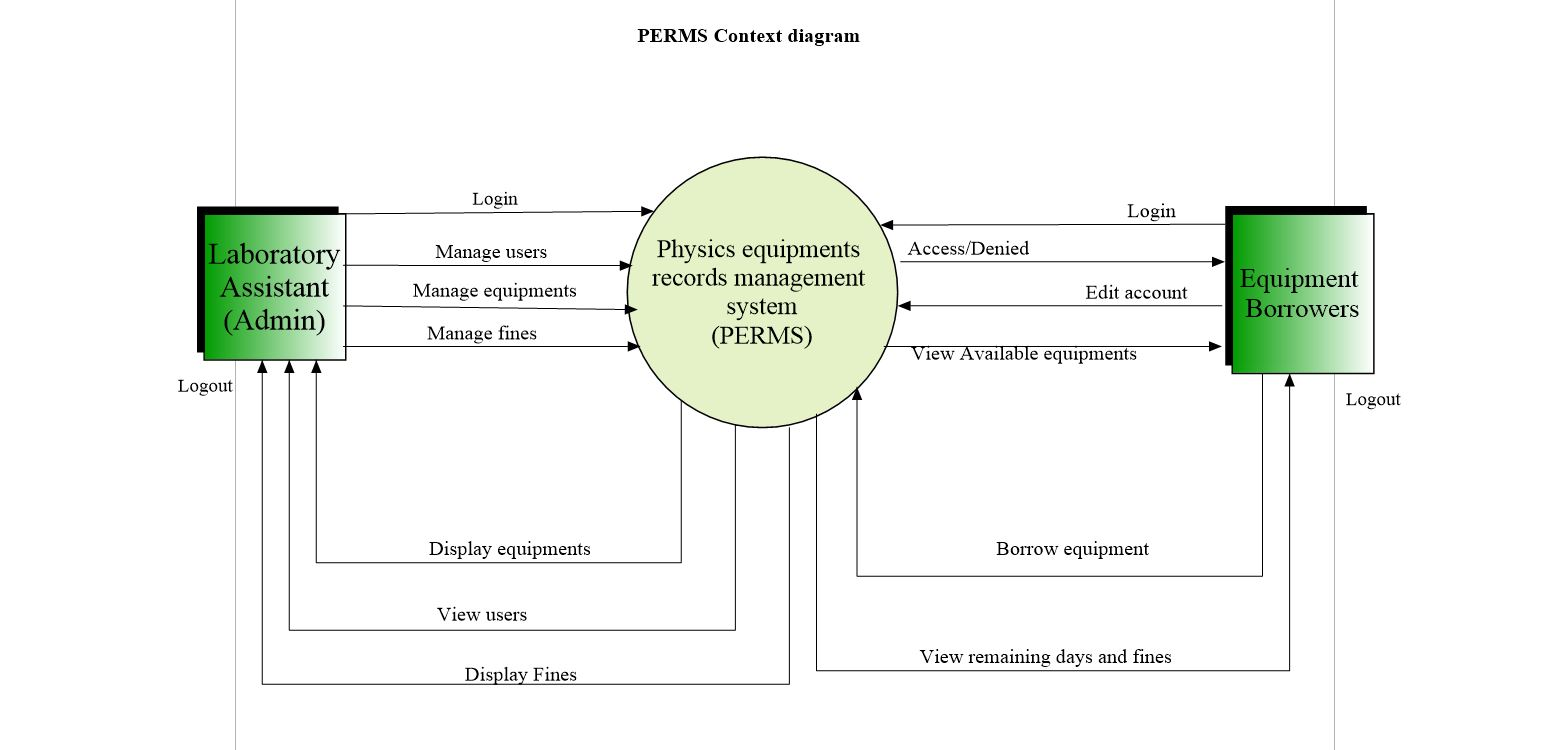 PERMS Context diagram
Login
Manage users
Manage equipments
Manage fines
Laboratory
Assistant
(Admin)
Logout
Physics equipments
records management
system
(PERMS)
Login
Access/Denied
Edit account
View Available equipments
Equipment
Borrowers
Logout
Display equipments
View users
Display Fines
Borrow equipment
View remaining days and fines